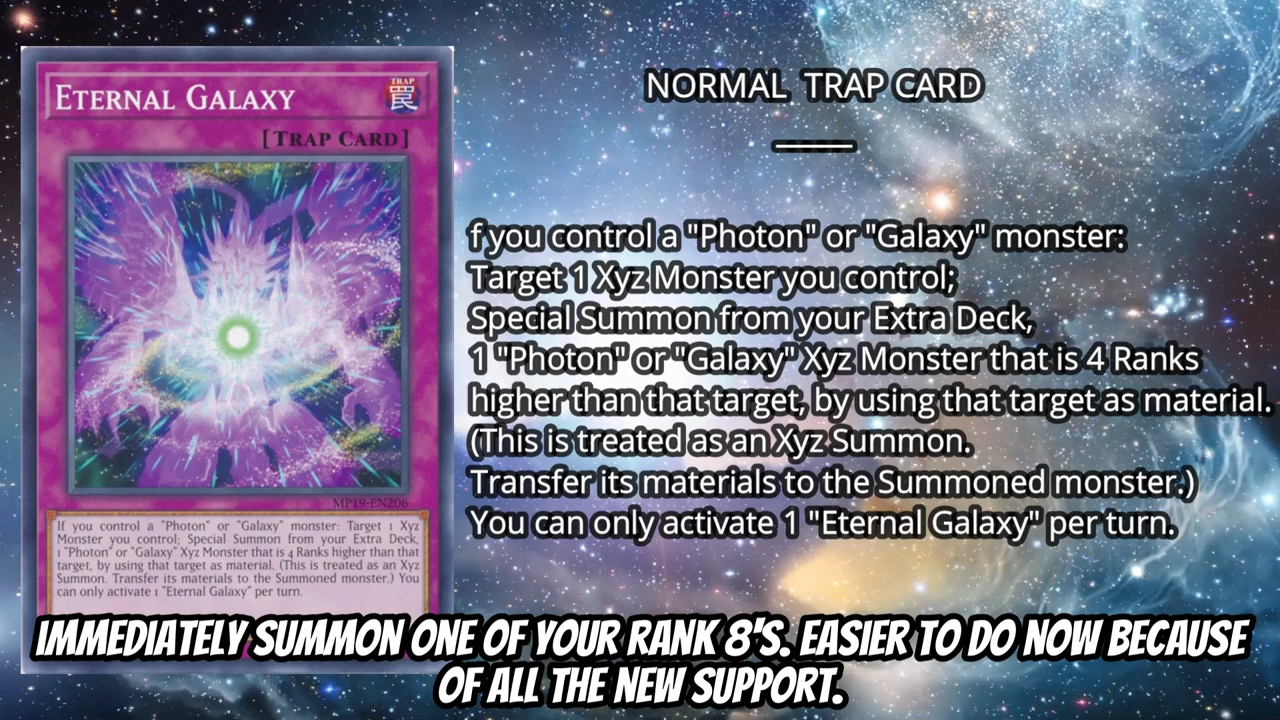 ETERNAL GALAXY
TRAP
罠
[TRAP CARD]
MP19-EN206
If you control a "Photon" or "Galaxy" monster: Target 1 Xyz
Monster you control; Special Summon from your Extra Deck,
1 "Photon" or "Galaxy" Xyz Monster that is 4 Ranks higher than that
target, by using that target as material. (This is treated as an Xyz
Summon. Transfer its materials to the Summoned monster.) You
can only activate 1 "Eternal Galaxy" per turn.
NORMAL TRAP CARD
f you control a "Photon" or "Galaxy" monster:
Target 1 Xyz Monster you control;
Special Summon from your Extra Deck,
1 "Photon" or "Galaxy" Xyz Monster that is 4 Ranks
higher than that target, by using that target as material.
(This is treated as an Xyz Summon.
Transfer its materials to the Summoned monster.)
You can only activate 1 "Eternal Galaxy" per turn.
IMMEDIATELY SUMMON ONE OF YOUR RANK 8'S. EASIER TO DO NOW BECAUSE
OF ALL THE NEW SUPPORT.